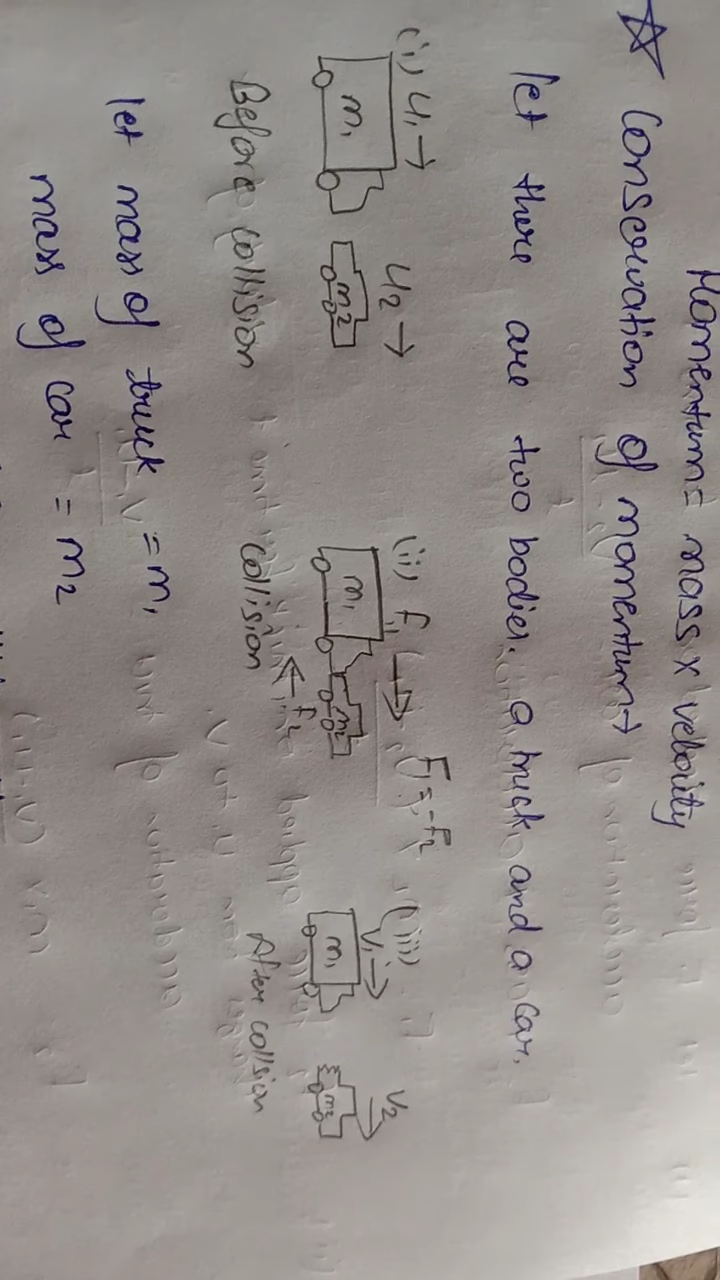 Momentum = mass x velocity
☆ Conservation of momentum →
let there are two bodies. a truck and a car.
(i) u₁ → u₂ → (ii) f₁ → F₁ = -F₂ (iii) v₁ → v₂ →
m₁ m₂ m₁ m₂ m₁ m₂
← f₂
Before collision collision After collision
let mass of truck = m₁
mass of car = m₂